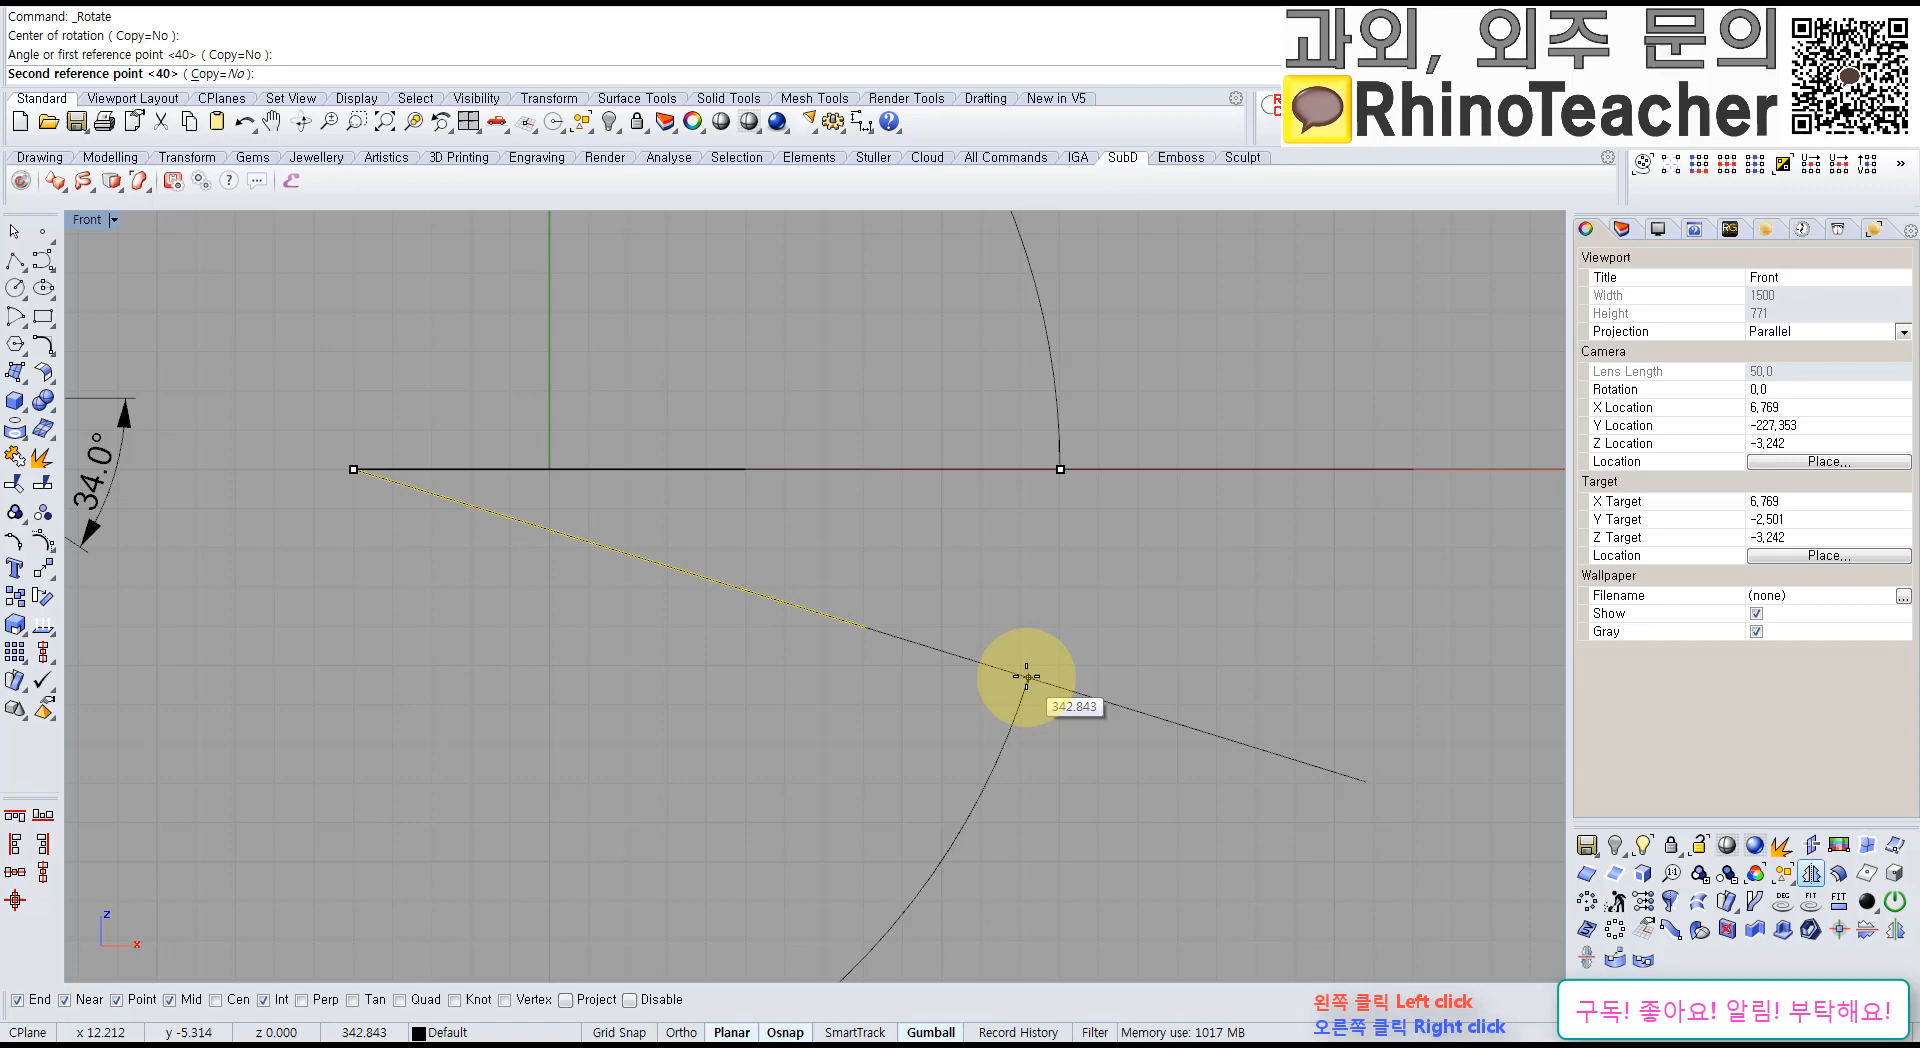 Command: _Rotate
Center of rotation ( Copy=No ):
Angle or first reference point <40> ( Copy=No ):
Second reference point <40> ( Copy=No ):
과외, 외주 문의
RhinoTeacher
Standard Viewport Layout CPlanes Set View Display Select Visibility Transform Surface Tools Solid Tools Mesh Tools Render Tools Drafting New in V5
Drawing Modelling Transform Gems Jewellery Artistics 3D Printing Engraving Render Analyse Selection Elements Stuller Cloud All Commands IGA SubD Emboss Sculpt
Front
34.0°
342.843
z
x
Viewport
Title Front
Width 1500
Height 771
Projection Parallel
Camera
Lens Length 50,0
Rotation 0,0
X Location 6,769
Y Location -227,353
Z Location -3,242
Location Place...
Target
X Target 6,769
Y Target -2,501
Z Target -3,242
Location Place...
Wallpaper
Filename (none) ...
Show
Gray
End Near Point Mid Cen Int Perp Tan Quad Knot Vertex Project Disable
왼쪽 클릭 Left click
오른쪽 클릭 Right click
구독! 좋아요! 알림! 부탁해요!
CPlane x 12.212 y -5.314 z 0.000 342.843 Default Grid Snap Ortho Planar Osnap SmartTrack Gumball Record History Filter Memory use: 1017 MB